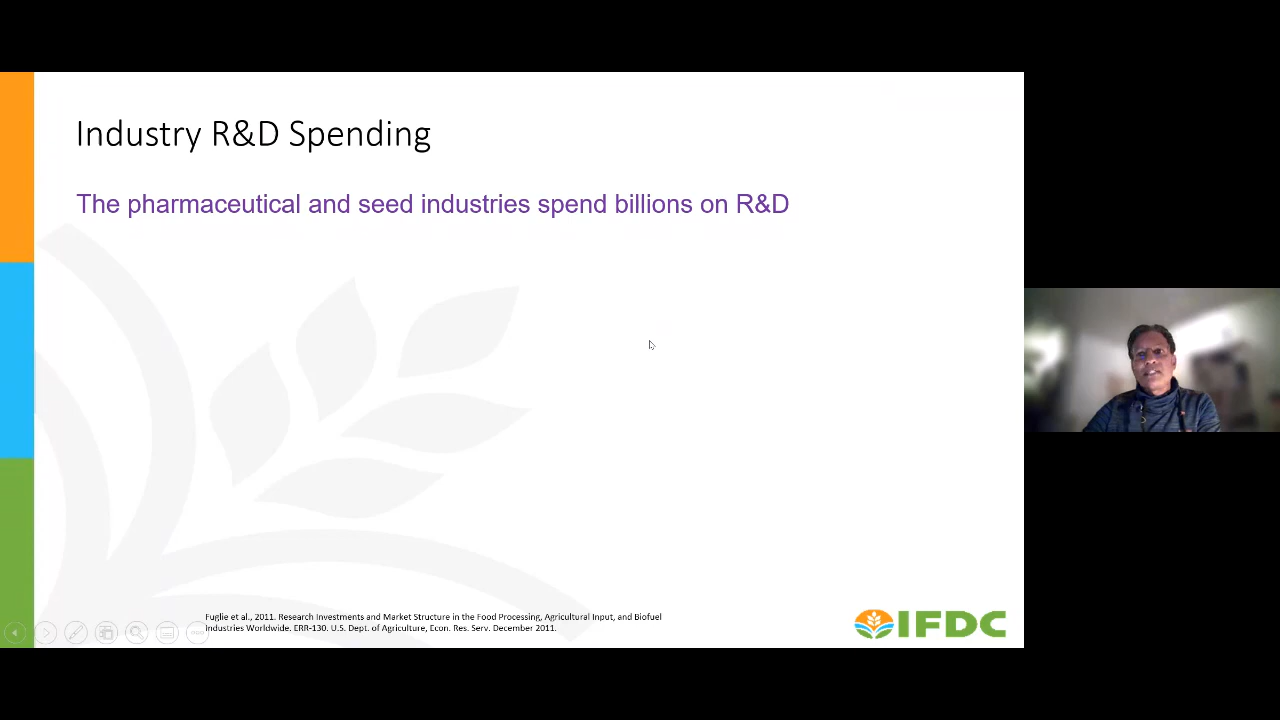 Industry R&D Spending
The pharmaceutical and seed industries spend billions on R&D
Fuglie et al., 2011. Research Investments and Market Structure in the Food Processing, Agricultural Input, and Biofuel
Industries Worldwide. ERR-130. U.S. Dept. of Agriculture, Econ. Res. Serv. December 2011.
IFDC